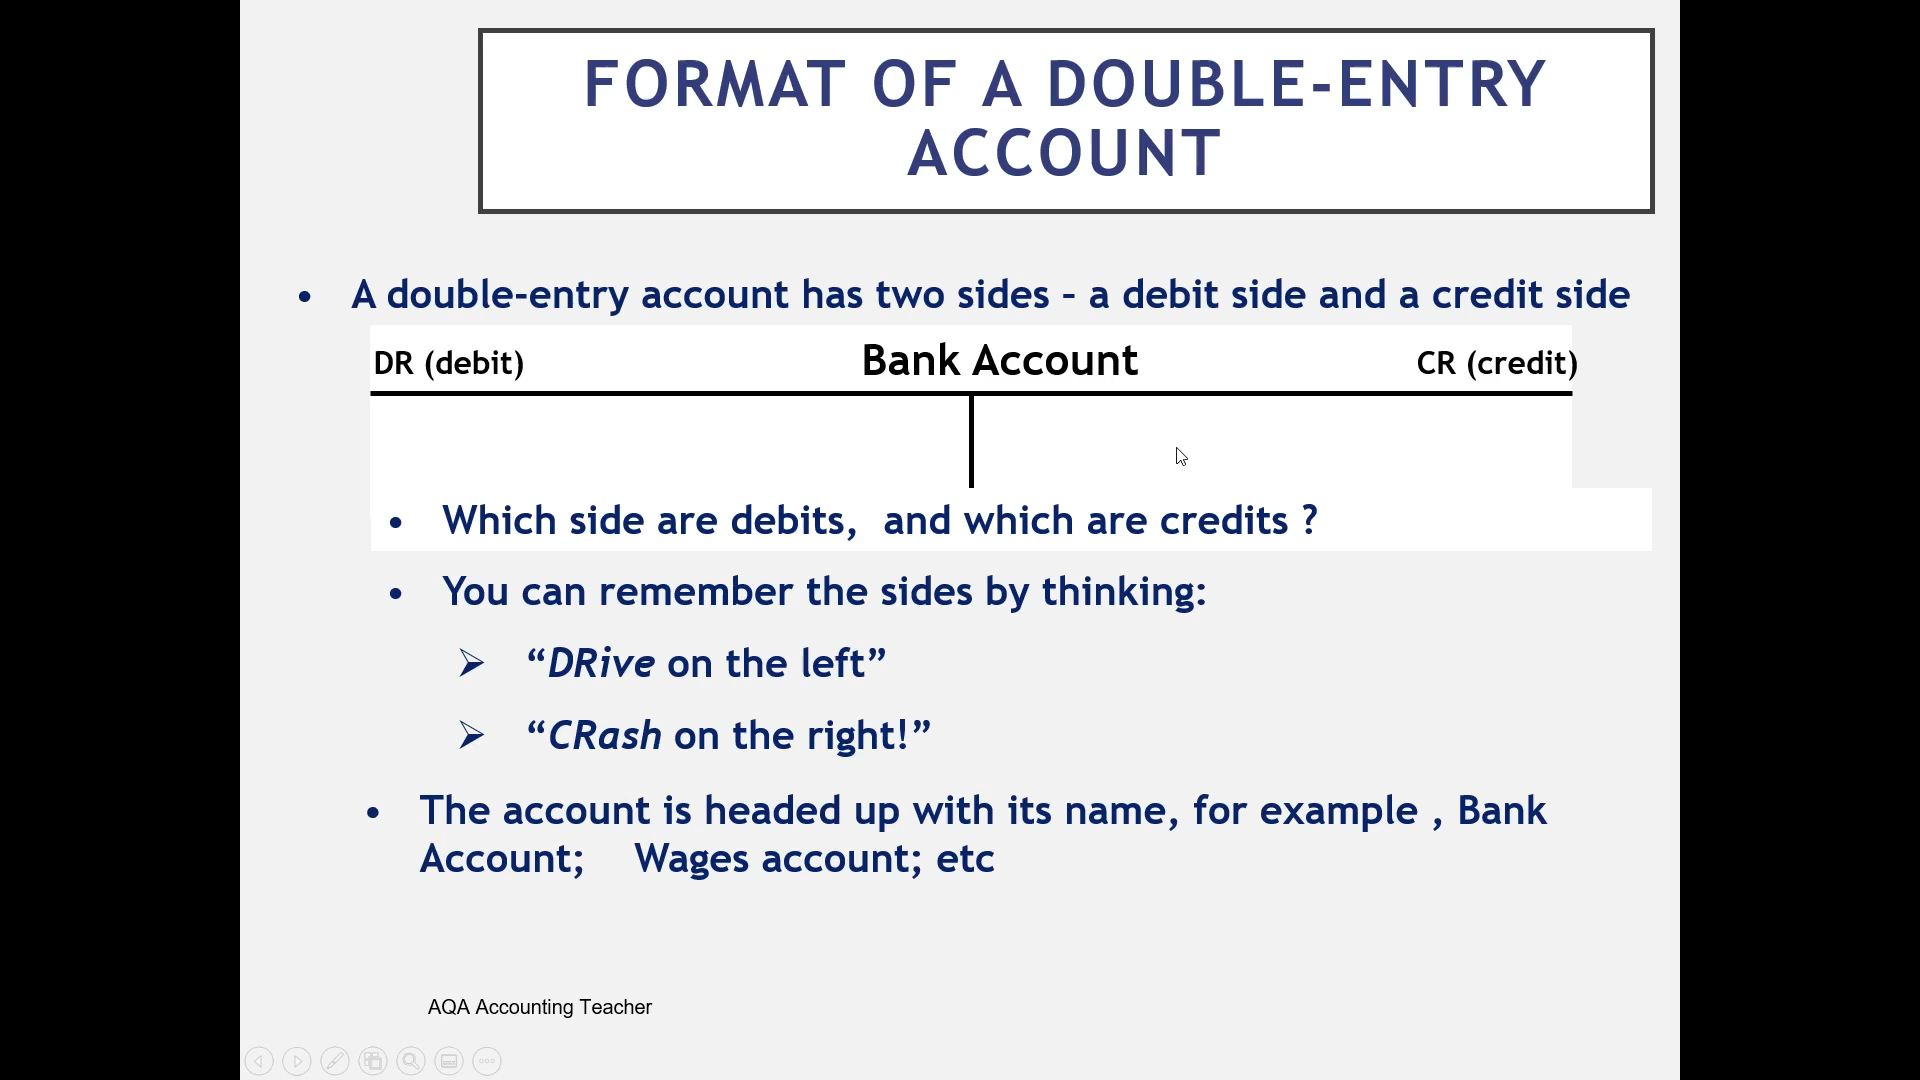 FORMAT OF A DOUBLE-ENTRY
ACCOUNT
• A double-entry account has two sides – a debit side and a credit side
DR (debit) Bank Account CR (credit)
• Which side are debits, and which are credits ?
• You can remember the sides by thinking:
➢ “DRive on the left”
➢ “CRash on the right!”
• The account is headed up with its name, for example , Bank
Account; Wages account; etc
AQA Accounting Teacher